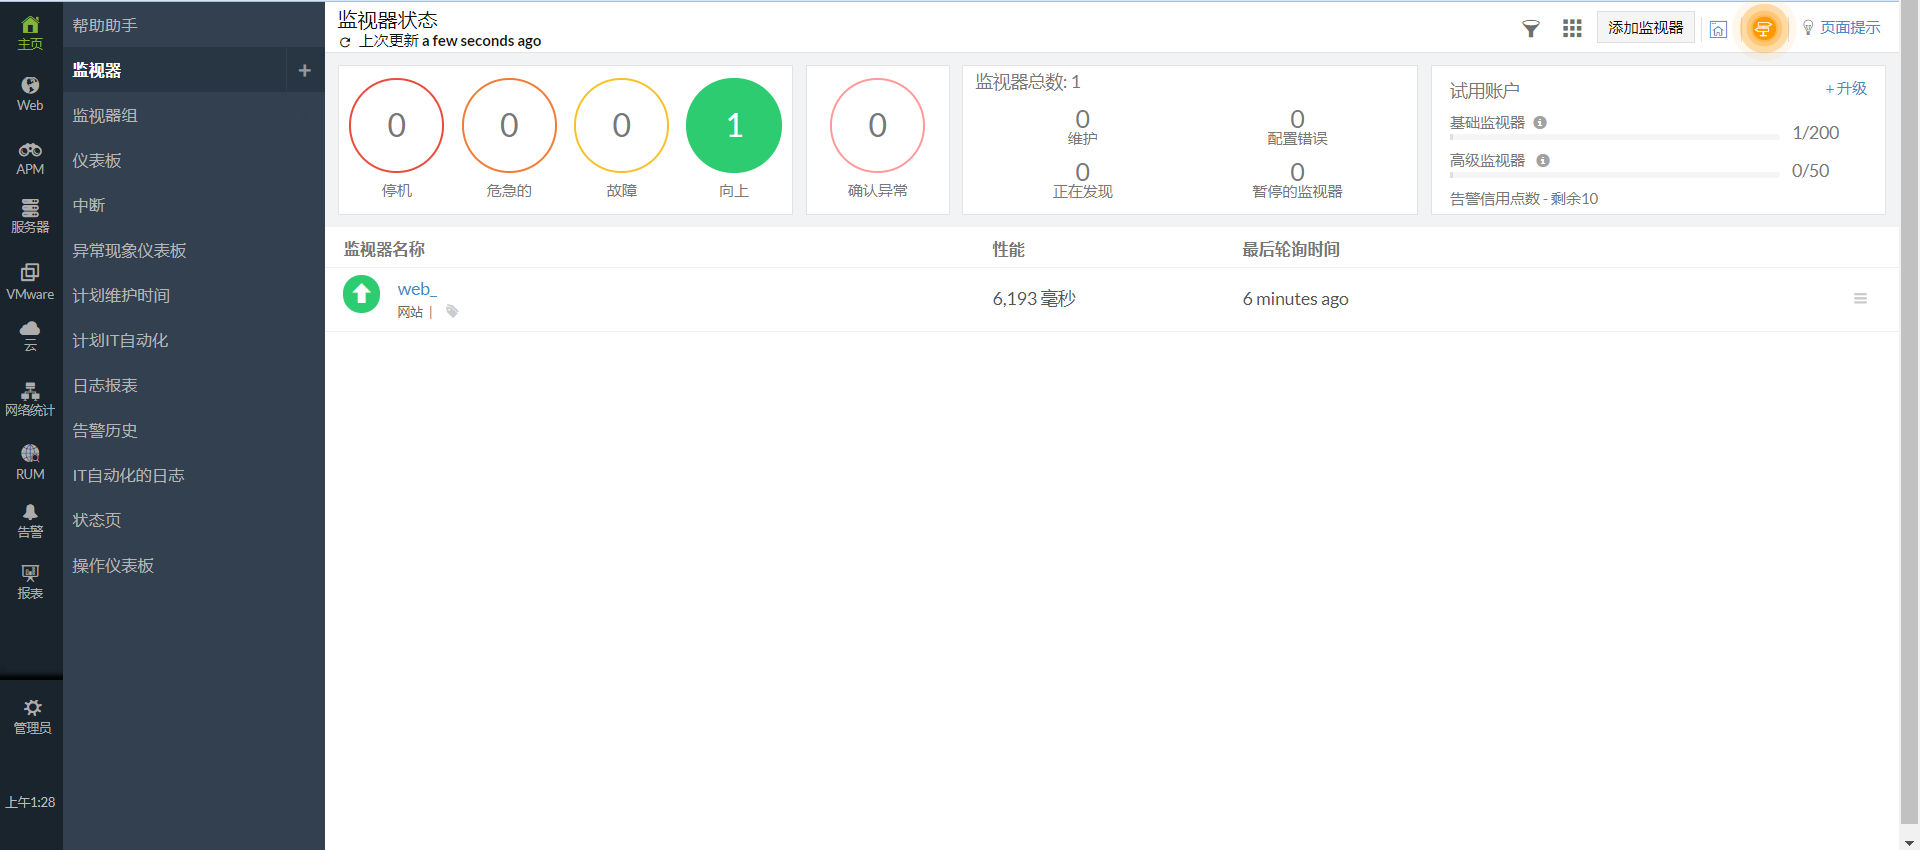 主页
Web
APM
服务器
VMware
云
网络统计
RUM
告警
报表
管理员
上午1:28
帮助助手
监视器
+
监视器组
仪表板
中断
异常现象仪表板
计划维护时间
计划IT自动化
日志报表
告警历史
IT自动化的日志
状态页
操作仪表板
监视器状态
上次更新 a few seconds ago
添加监视器
页面提示
0
停机
0
危急的
0
故障
1
向上
0
确认异常
监视器总数: 1
0
维护
0
配置错误
0
正在发现
0
暂停的监视器
试用账户
+ 升级
基础监视器
1/200
高级监视器
0/50
告警信用点数 - 剩余10
监视器名称 性能 最后轮询时间
web_
网站 |
6,193 毫秒
6 minutes ago